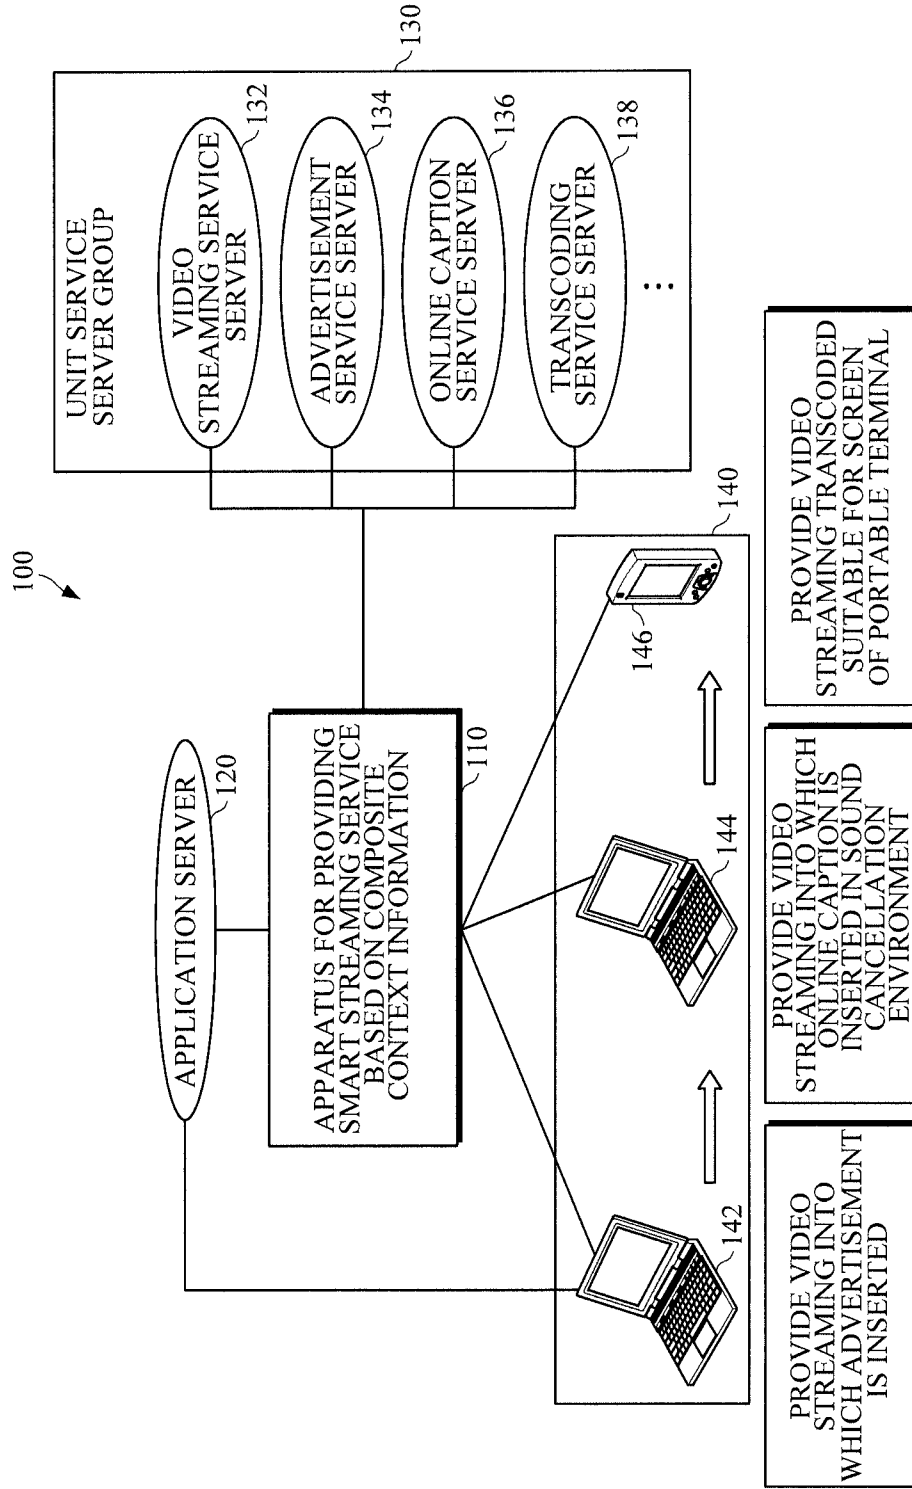 100
APPLICATION SERVER
120
APPARATUS FOR PROVIDING
SMART STREAMING SERVICE
BASED ON COMPOSITE
CONTEXT INFORMATION
110
UNIT SERVICE
SERVER GROUP
130
VIDEO
STREAMING SERVICE
SERVER
132
ADVERTISEMENT
SERVICE SERVER
134
ONLINE CAPTION
SERVICE SERVER
136
TRANSCODING
SERVICE SERVER
138
...
140
142
144
146
PROVIDE VIDEO
STREAMING INTO
WHICH ADVERTISEMENT
IS INSERTED
PROVIDE VIDEO
STREAMING INTO WHICH
ONLINE CAPTION IS
INSERTED IN SOUND
CANCELLATION
ENVIRONMENT
PROVIDE VIDEO
STREAMING TRANSCODED
SUITABLE FOR SCREEN
OF PORTABLE TERMINAL